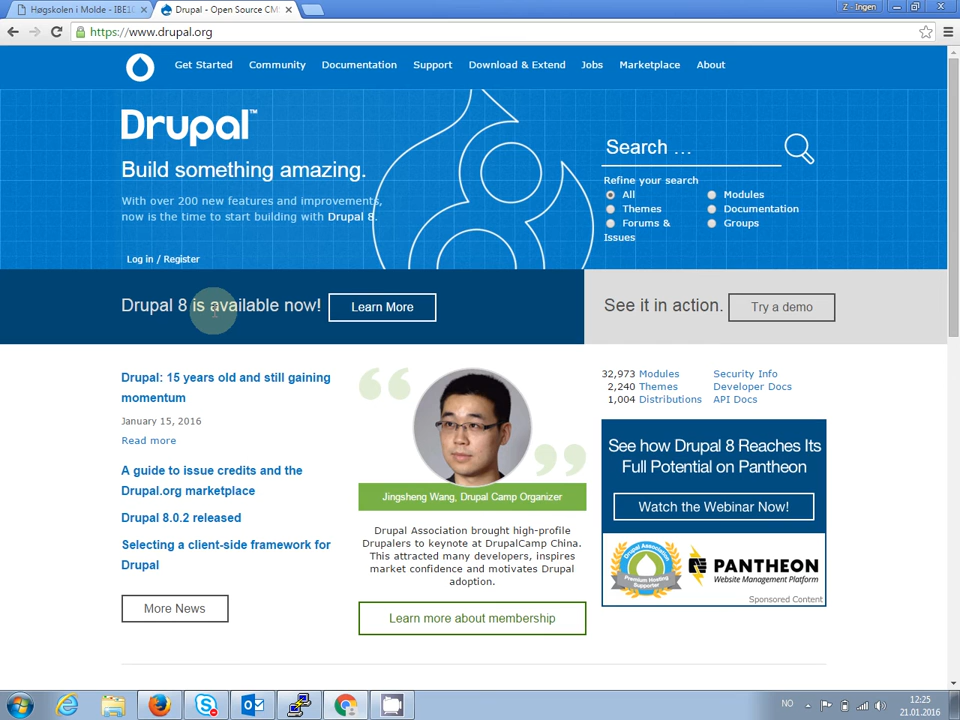 Høgskolen i Molde - IBE10
Drupal - Open Source CMS
Z - Ingen
https://www.drupal.org
Get Started
Community
Documentation
Support
Download & Extend
Jobs
Marketplace
About
Drupal™
Build something amazing.
With over 200 new features and improvements,
now is the time to start building with Drupal 8.
Log in / Register
Search ...
Refine your search
All
Modules
Themes
Documentation
Forums &
Issues
Groups
Drupal 8 is available now!
Learn More
See it in action.
Try a demo
Drupal: 15 years old and still gaining
momentum
January 15, 2016
Read more
A guide to issue credits and the
Drupal.org marketplace
Drupal 8.0.2 released
Selecting a client-side framework for
Drupal
More News
Jingsheng Wang, Drupal Camp Organizer
Drupal Association brought high-profile
Drupalers to keynote at DrupalCamp China.
This attracted many developers, inspires
market confidence and motivates Drupal
adoption.
Learn more about membership
32,973 Modules
2,240 Themes
1,004 Distributions
Security Info
Developer Docs
API Docs
See how Drupal 8 Reaches Its
Full Potential on Pantheon
Watch the Webinar Now!
Drupal Association
Premium Hosting
Supporter
PANTHEON
Website Management Platform
Sponsored Content
NO
12:25
21.01.2016